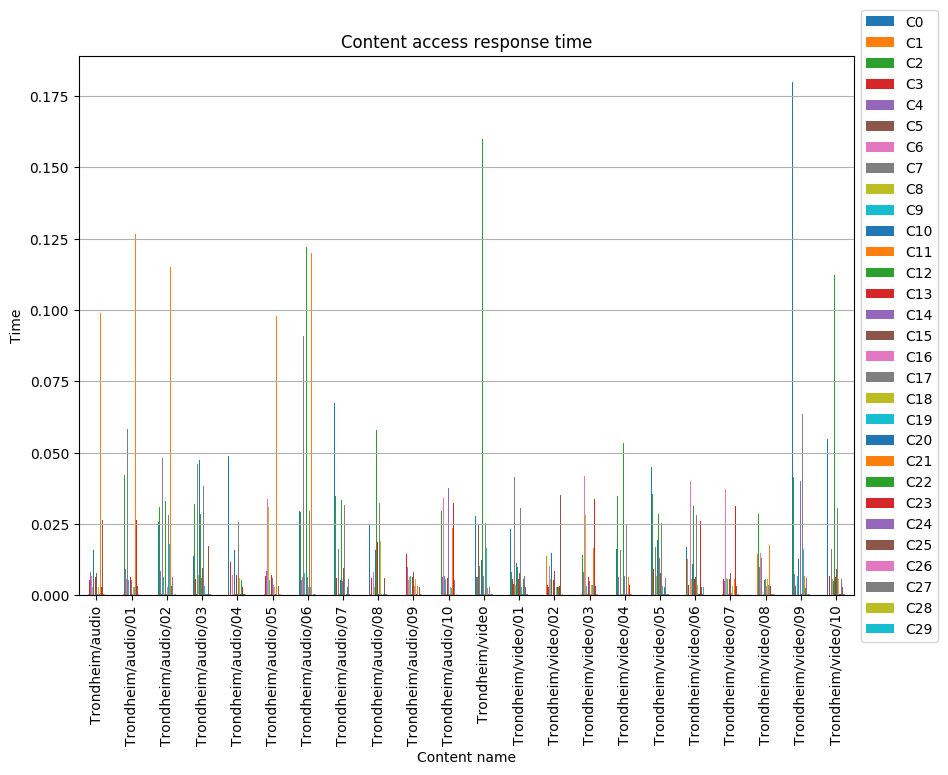 Content access response time
Time
0.175
0.150
0.125
0.100
0.075
0.050
0.025
0.000
Trondheim/audio
Trondheim/audio/01
Trondheim/audio/02
Trondheim/audio/03
Trondheim/audio/04
Trondheim/audio/05
Trondheim/audio/06
Trondheim/audio/07
Trondheim/audio/08
Trondheim/audio/09
Trondheim/audio/10
Trondheim/video
Trondheim/video/01
Trondheim/video/02
Trondheim/video/03
Trondheim/video/04
Trondheim/video/05
Trondheim/video/06
Trondheim/video/07
Trondheim/video/08
Trondheim/video/09
Trondheim/video/10
Content name
C0
C1
C2
C3
C4
C5
C6
C7
C8
C9
C10
C11
C12
C13
C14
C15
C16
C17
C18
C19
C20
C21
C22
C23
C24
C25
C26
C27
C28
C29